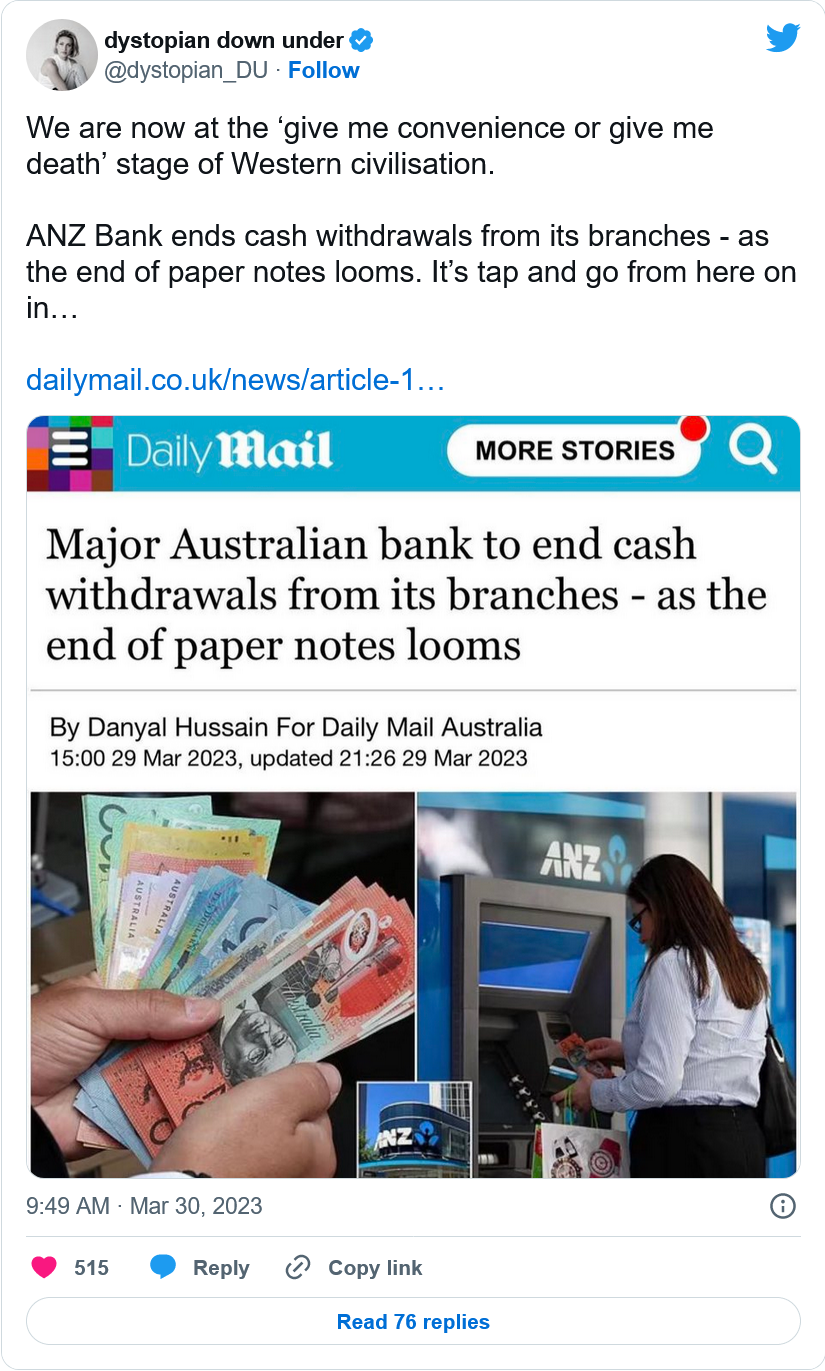 dystopian down under
@dystopian_DU · Follow
We are now at the ‘give me convenience or give me
death’ stage of Western civilisation.
ANZ Bank ends cash withdrawals from its branches - as
the end of paper notes looms. It’s tap and go from here on
in…
dailymail.co.uk/news/article-1…
Daily Mail
MORE STORIES
Major Australian bank to end cash
withdrawals from its branches - as the
end of paper notes looms
By Danyal Hussain For Daily Mail Australia
15:00 29 Mar 2023, updated 21:26 29 Mar 2023
AUSTRALIA
AUSTRALIA
Australia
ANZ
ANZ
9:49 AM · Mar 30, 2023
515
Reply
Copy link
Read 76 replies